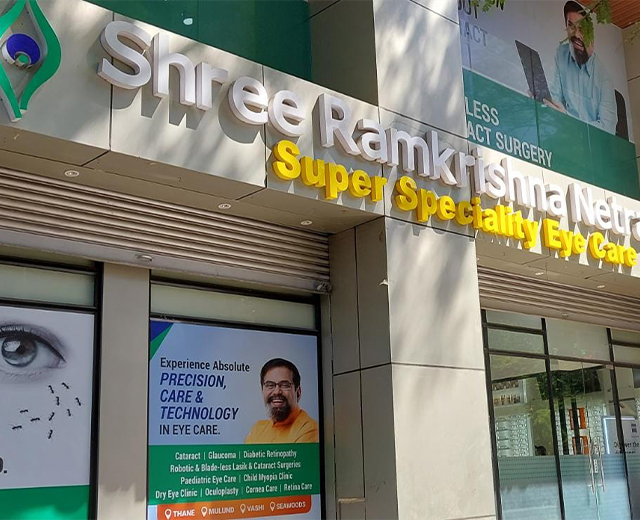 Shree Ramkrishna Netra
Super Speciality Eye Care
LESS
ACT SURGERY
Experience Absolute
PRECISION,
CARE &
TECHNOLOGY
IN EYE CARE.
Cataract | Glaucoma | Diabetic Retinopathy
Robotic & Blade-less Lasik & Cataract Surgeries
Paediatric Eye Care | Child Myopia Clinic
Dry Eye Clinic | Oculoplasty | Cornea Care | Retina Care
THANE MULUND VASHI SEAWOODS